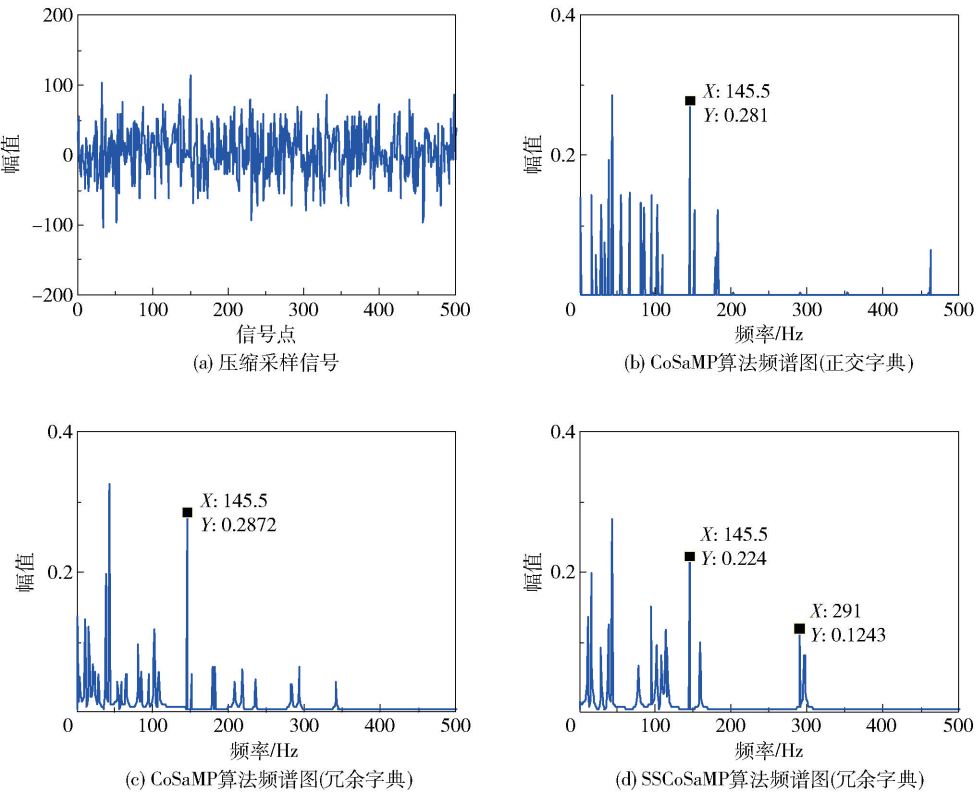 200
100
0
−100
−200
幅值
0
100
200
300
400
500
信号点
(a) 压缩采样信号
0.4
0.2
幅值
X: 145.5
Y: 0.281
0
100
200
300
400
500
频率/Hz
(b) CoSaMP算法频谱图(正交字典)
0.4
0.2
幅值
X: 145.5
Y: 0.2872
0
100
200
300
400
500
频率/Hz
(c) CoSaMP算法频谱图(冗余字典)
0.4
0.2
幅值
X: 145.5
Y: 0.224
X: 291
Y: 0.1243
0
100
200
300
400
500
频率/Hz
(d) SSCoSaMP算法频谱图(冗余字典)